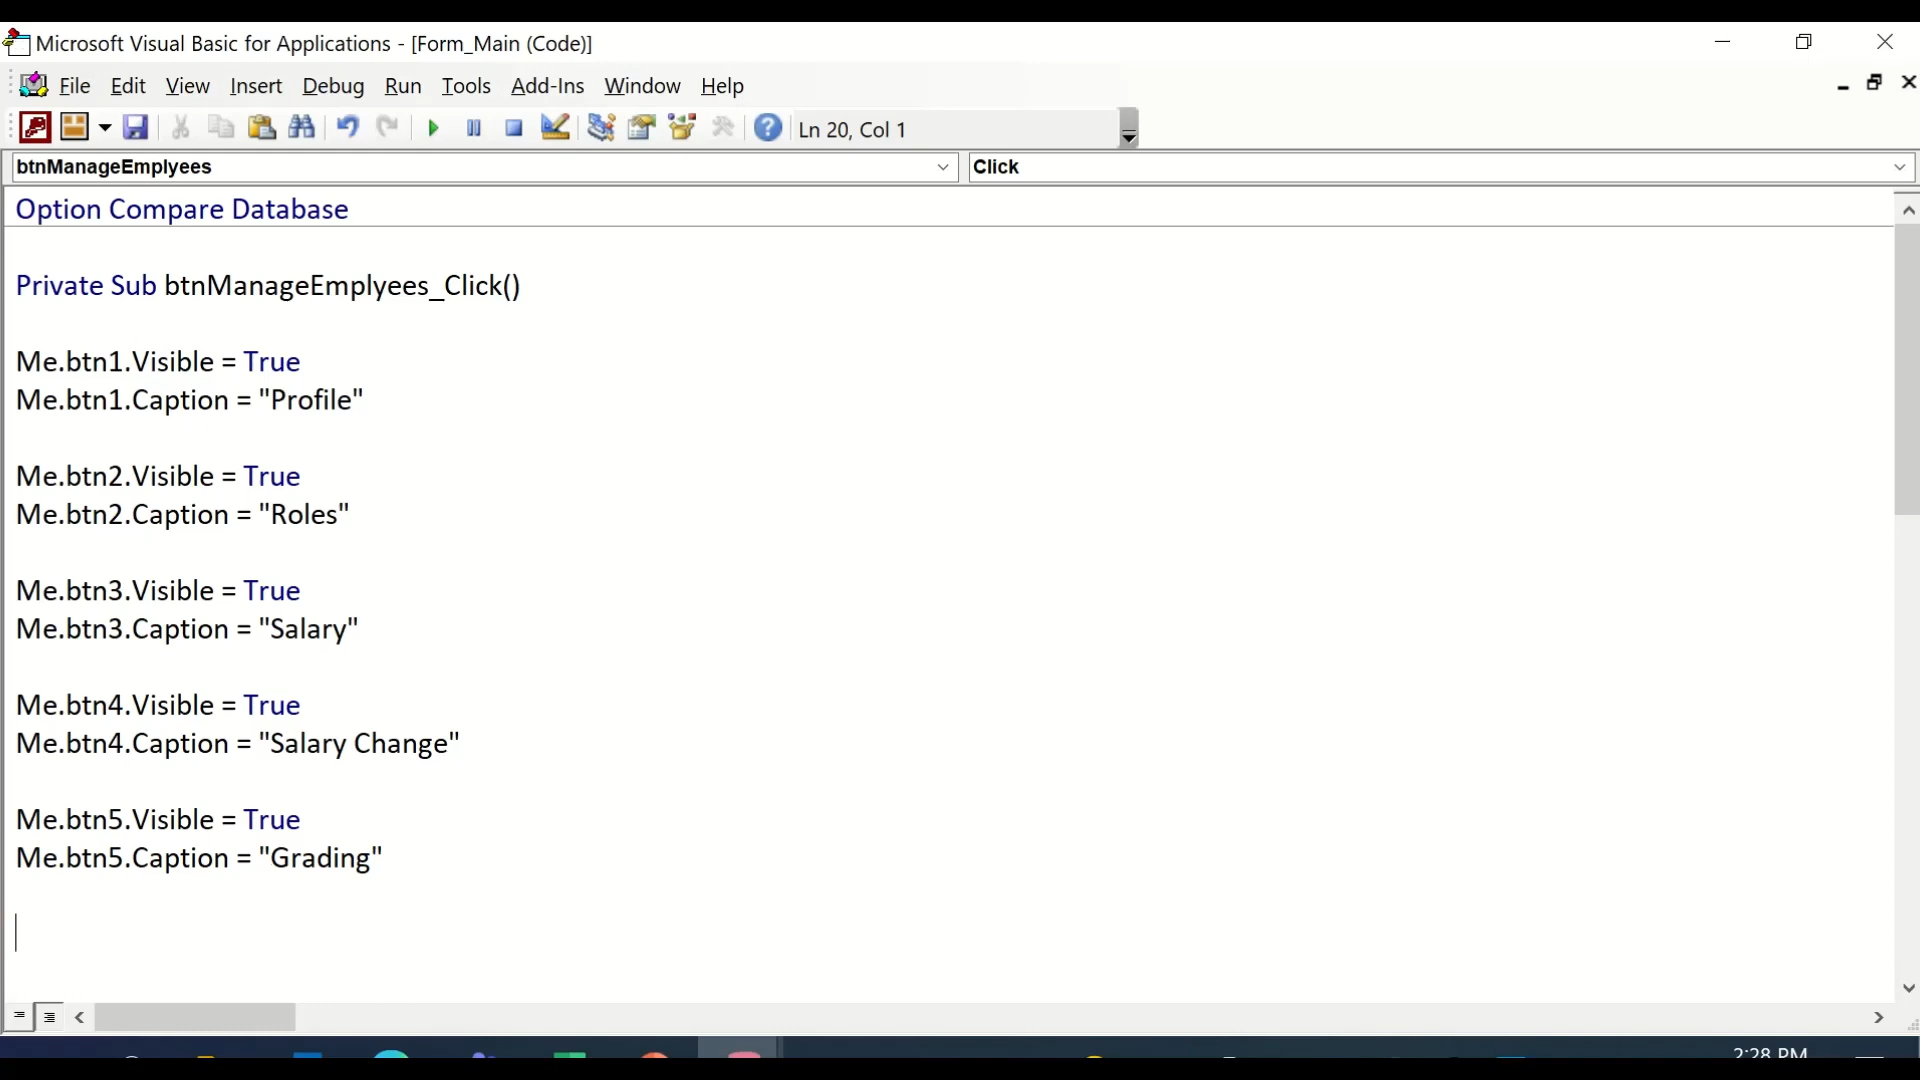 Microsoft Visual Basic for Applications - [Form_Main (Code)]
File Edit View Insert Debug Run Tools Add-Ins Window Help
Ln 20, Col 1
btnManageEmplyees Click
Option Compare Database
Private Sub btnManageEmplyees_Click()
Me.btn1.Visible = True
Me.btn1.Caption = "Profile"
Me.btn2.Visible = True
Me.btn2.Caption = "Roles"
Me.btn3.Visible = True
Me.btn3.Caption = "Salary"
Me.btn4.Visible = True
Me.btn4.Caption = "Salary Change"
Me.btn5.Visible = True
Me.btn5.Caption = "Grading"
2:28 PM